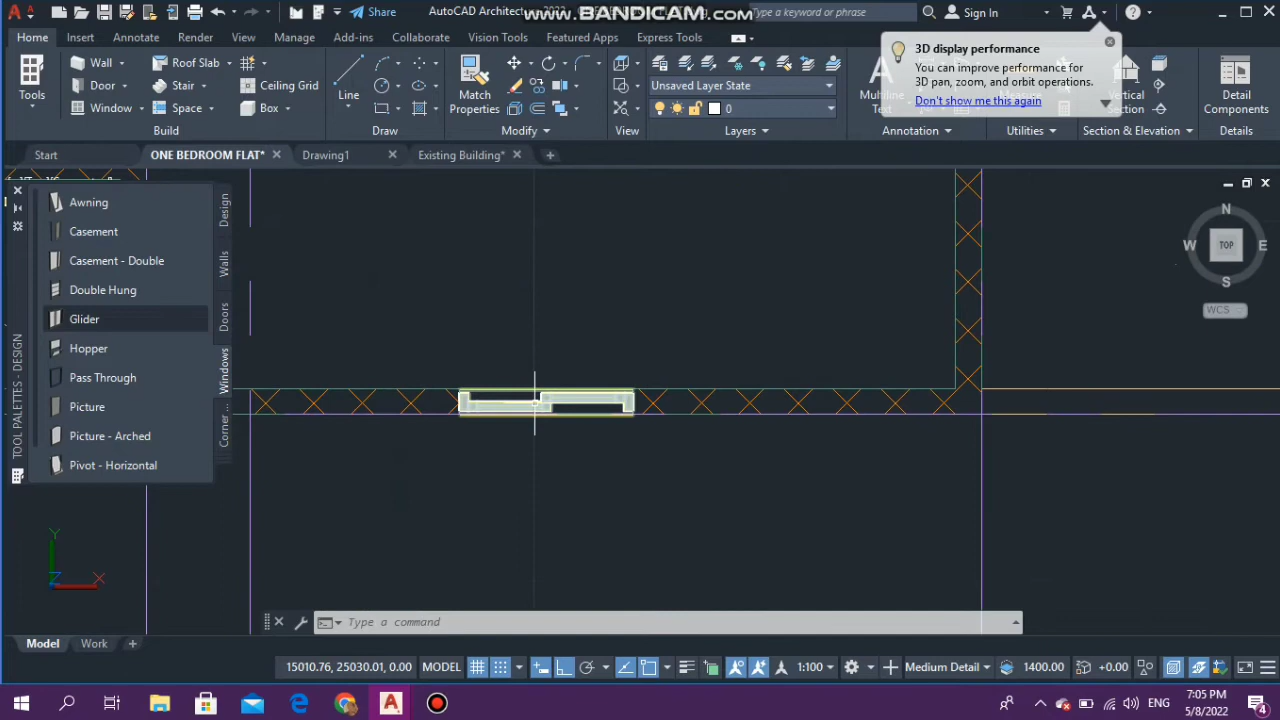 Share
AutoCAD Architec
www.BANDICAM.com
Type a keyword or phrase
Sign In
Home Insert Annotate Render View Manage Add-ins Collaborate Vision Tools Featured Apps Express Tools
Tools
Wall
Door
Window
Roof Slab
Stair
Space
Ceiling Grid
Box
Line
Match Properties
Unsaved Layer State
0
Multiline Text
Measure
Vertical Section
Detail Components
3D display performance
You can improve performance for
3D pan, zoom, and orbit operations.
Don't show me this again
Build
Draw
Modify
View
Layers
Annotation
Utilities
Section & Elevation
Details
Start
ONE BEDROOM FLAT*
Drawing1
Existing Building*
Awning
Casement
Casement - Double
Double Hung
Glider
Hopper
Pass Through
Picture
Picture - Arched
Pivot - Horizontal
Design
Walls
Doors
Windows
Corner ...
TOOL PALETTES - DESIGN
N
W
TOP
E
S
WCS
Y
Z
X
Type a command
Model
Work
15010.76, 25030.01, 0.00
MODEL
1:100
Medium Detail
1400.00
+0.00
ENG
7:05 PM
5/8/2022
4